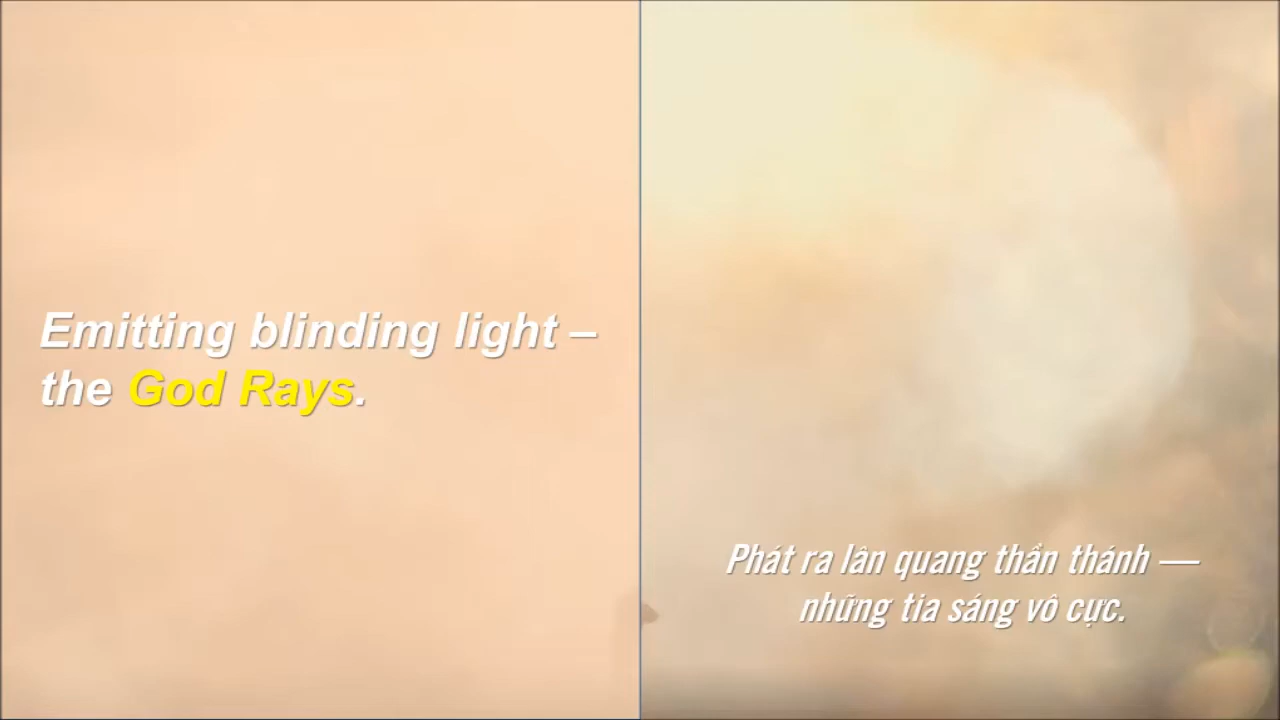 Emitting blinding light –
the God Rays.
Phát ra lân quang thần thánh —
những tia sáng vô cực.